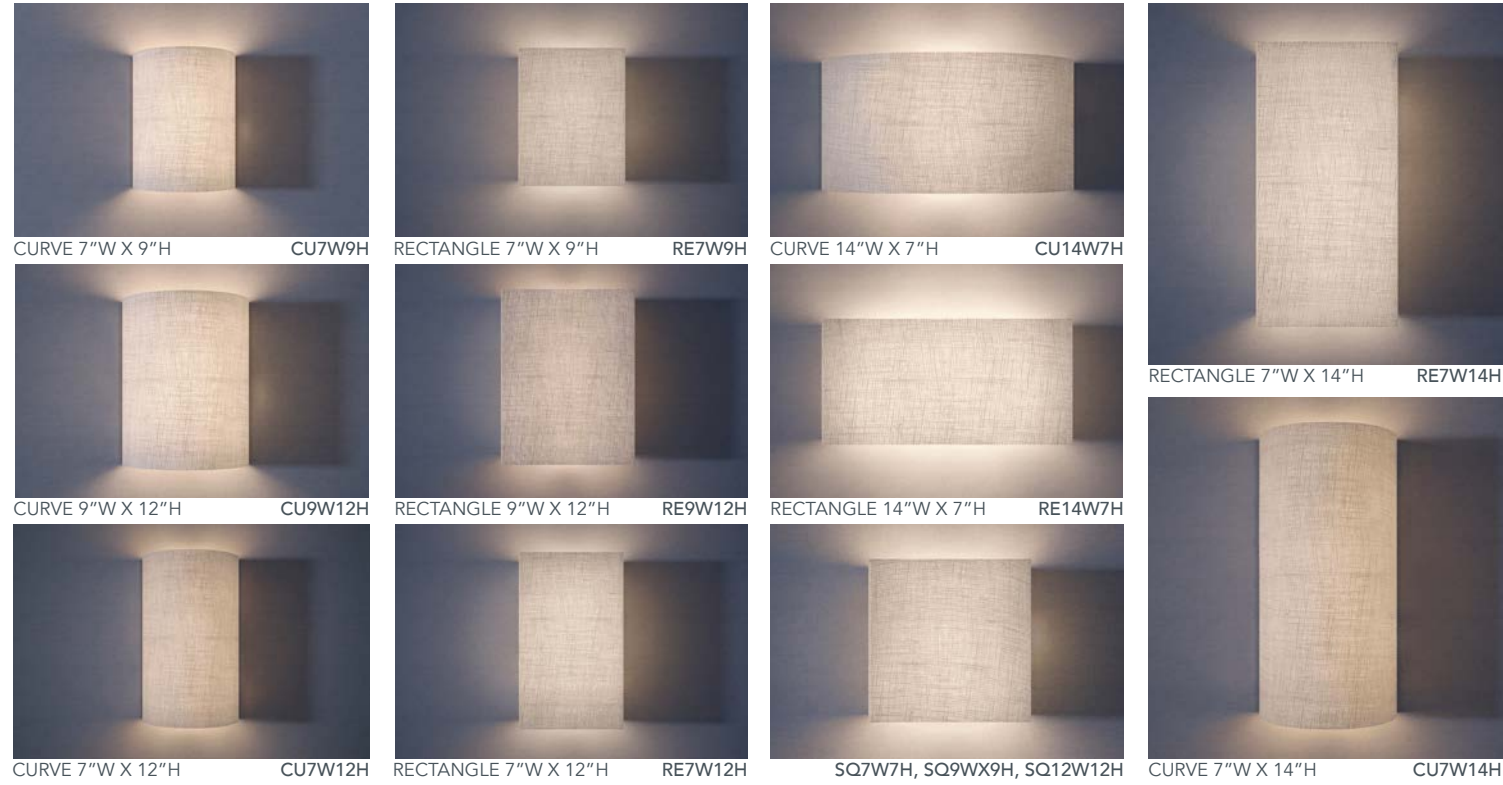 CURVE 7”W X 9”H CU7W9H
RECTANGLE 7”W X 9”H RE7W9H
CURVE 14”W X 7”H CU14W7H
CURVE 9”W X 12”H CU9W12H
RECTANGLE 9”W X 12”H RE9W12H
RECTANGLE 14”W X 7”H RE14W7H
CURVE 7”W X 12”H CU7W12H
RECTANGLE 7”W X 12”H RE7W12H
SQ7W7H, SQ9WX9H, SQ12W12H
RECTANGLE 7”W X 14”H RE7W14H
CURVE 7”W X 14”H CU7W14H